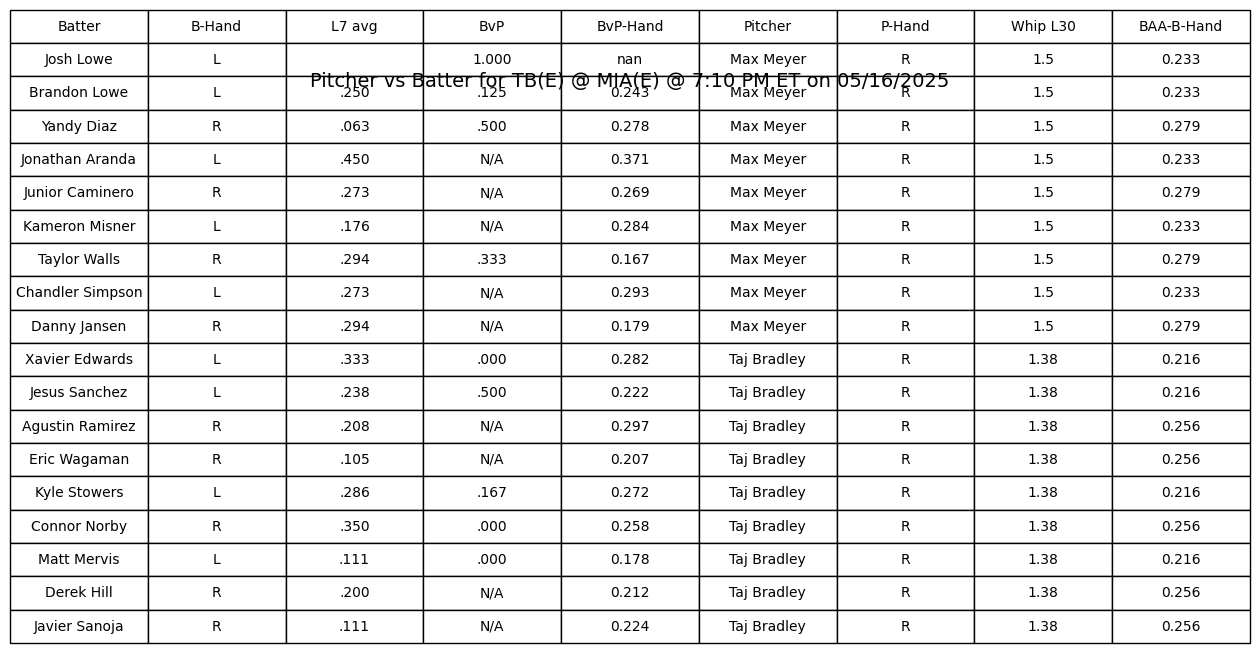 Batter B-Hand L7 avg BvP BvP-Hand Pitcher P-Hand Whip L30 BAA-B-Hand
Josh Lowe L 1.000 nan Max Meyer R 1.5 0.233
Pitcher vs Batter for TB(E) @ MIA(E) @ 7:10 PM ET on 05/16/2025
Brandon Lowe L .250 .125 0.243 Max Meyer R 1.5 0.233
Yandy Diaz R .063 .500 0.278 Max Meyer R 1.5 0.279
Jonathan Aranda L .450 N/A 0.371 Max Meyer R 1.5 0.233
Junior Caminero R .273 N/A 0.269 Max Meyer R 1.5 0.279
Kameron Misner L .176 N/A 0.284 Max Meyer R 1.5 0.233
Taylor Walls R .294 .333 0.167 Max Meyer R 1.5 0.279
Chandler Simpson L .273 N/A 0.293 Max Meyer R 1.5 0.233
Danny Jansen R .294 N/A 0.179 Max Meyer R 1.5 0.279
Xavier Edwards L .333 .000 0.282 Taj Bradley R 1.38 0.216
Jesus Sanchez L .238 .500 0.222 Taj Bradley R 1.38 0.216
Agustin Ramirez R .208 N/A 0.297 Taj Bradley R 1.38 0.256
Eric Wagaman R .105 N/A 0.207 Taj Bradley R 1.38 0.256
Kyle Stowers L .286 .167 0.272 Taj Bradley R 1.38 0.216
Connor Norby R .350 .000 0.258 Taj Bradley R 1.38 0.256
Matt Mervis L .111 .000 0.178 Taj Bradley R 1.38 0.216
Derek Hill R .200 N/A 0.212 Taj Bradley R 1.38 0.256
Javier Sanoja R .111 N/A 0.224 Taj Bradley R 1.38 0.256